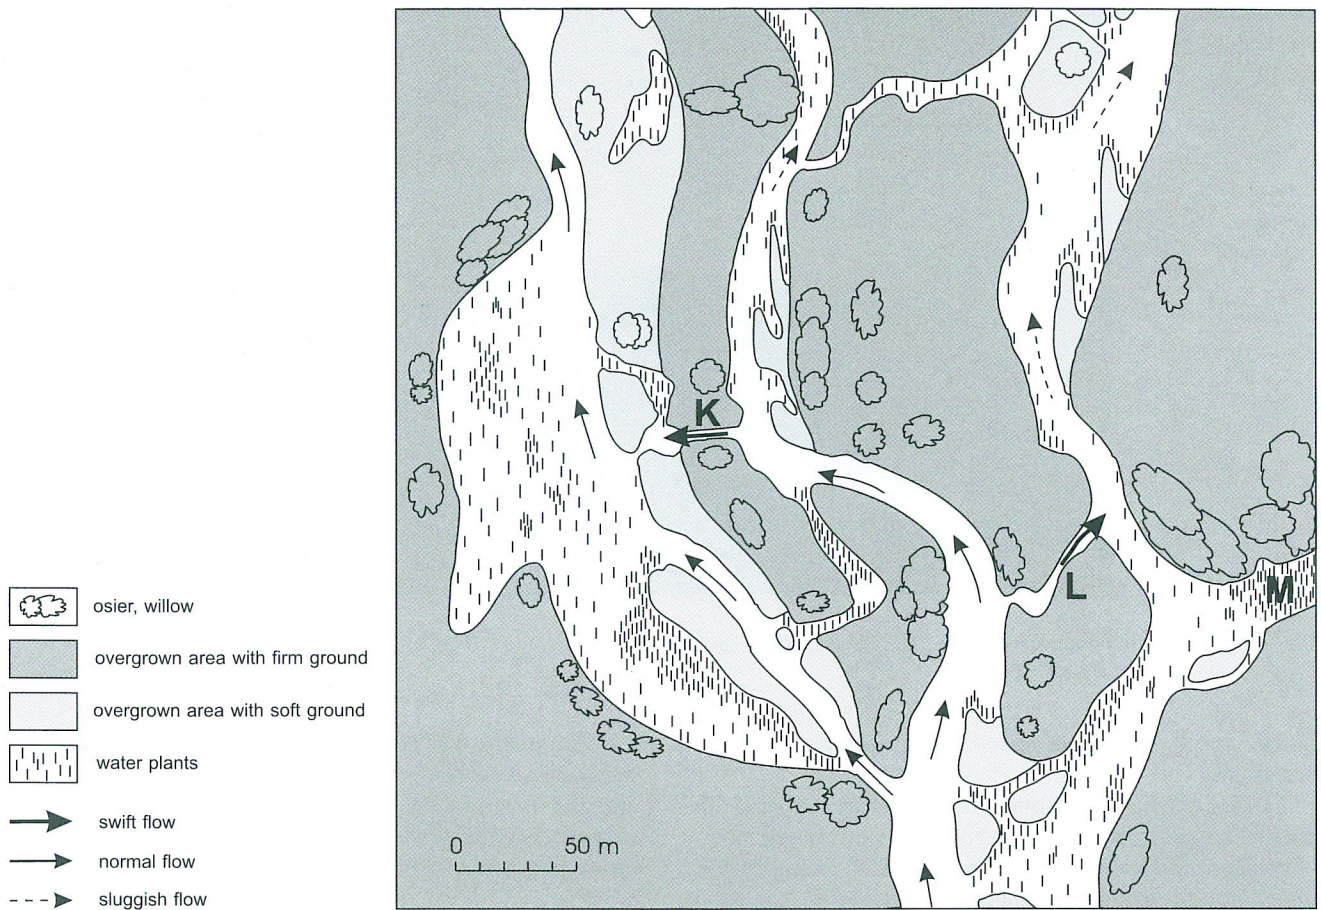 osier, willow
overgrown area with firm ground
overgrown area with soft ground
water plants
swift flow
normal flow
sluggish flow
K
L
M
0 50 m